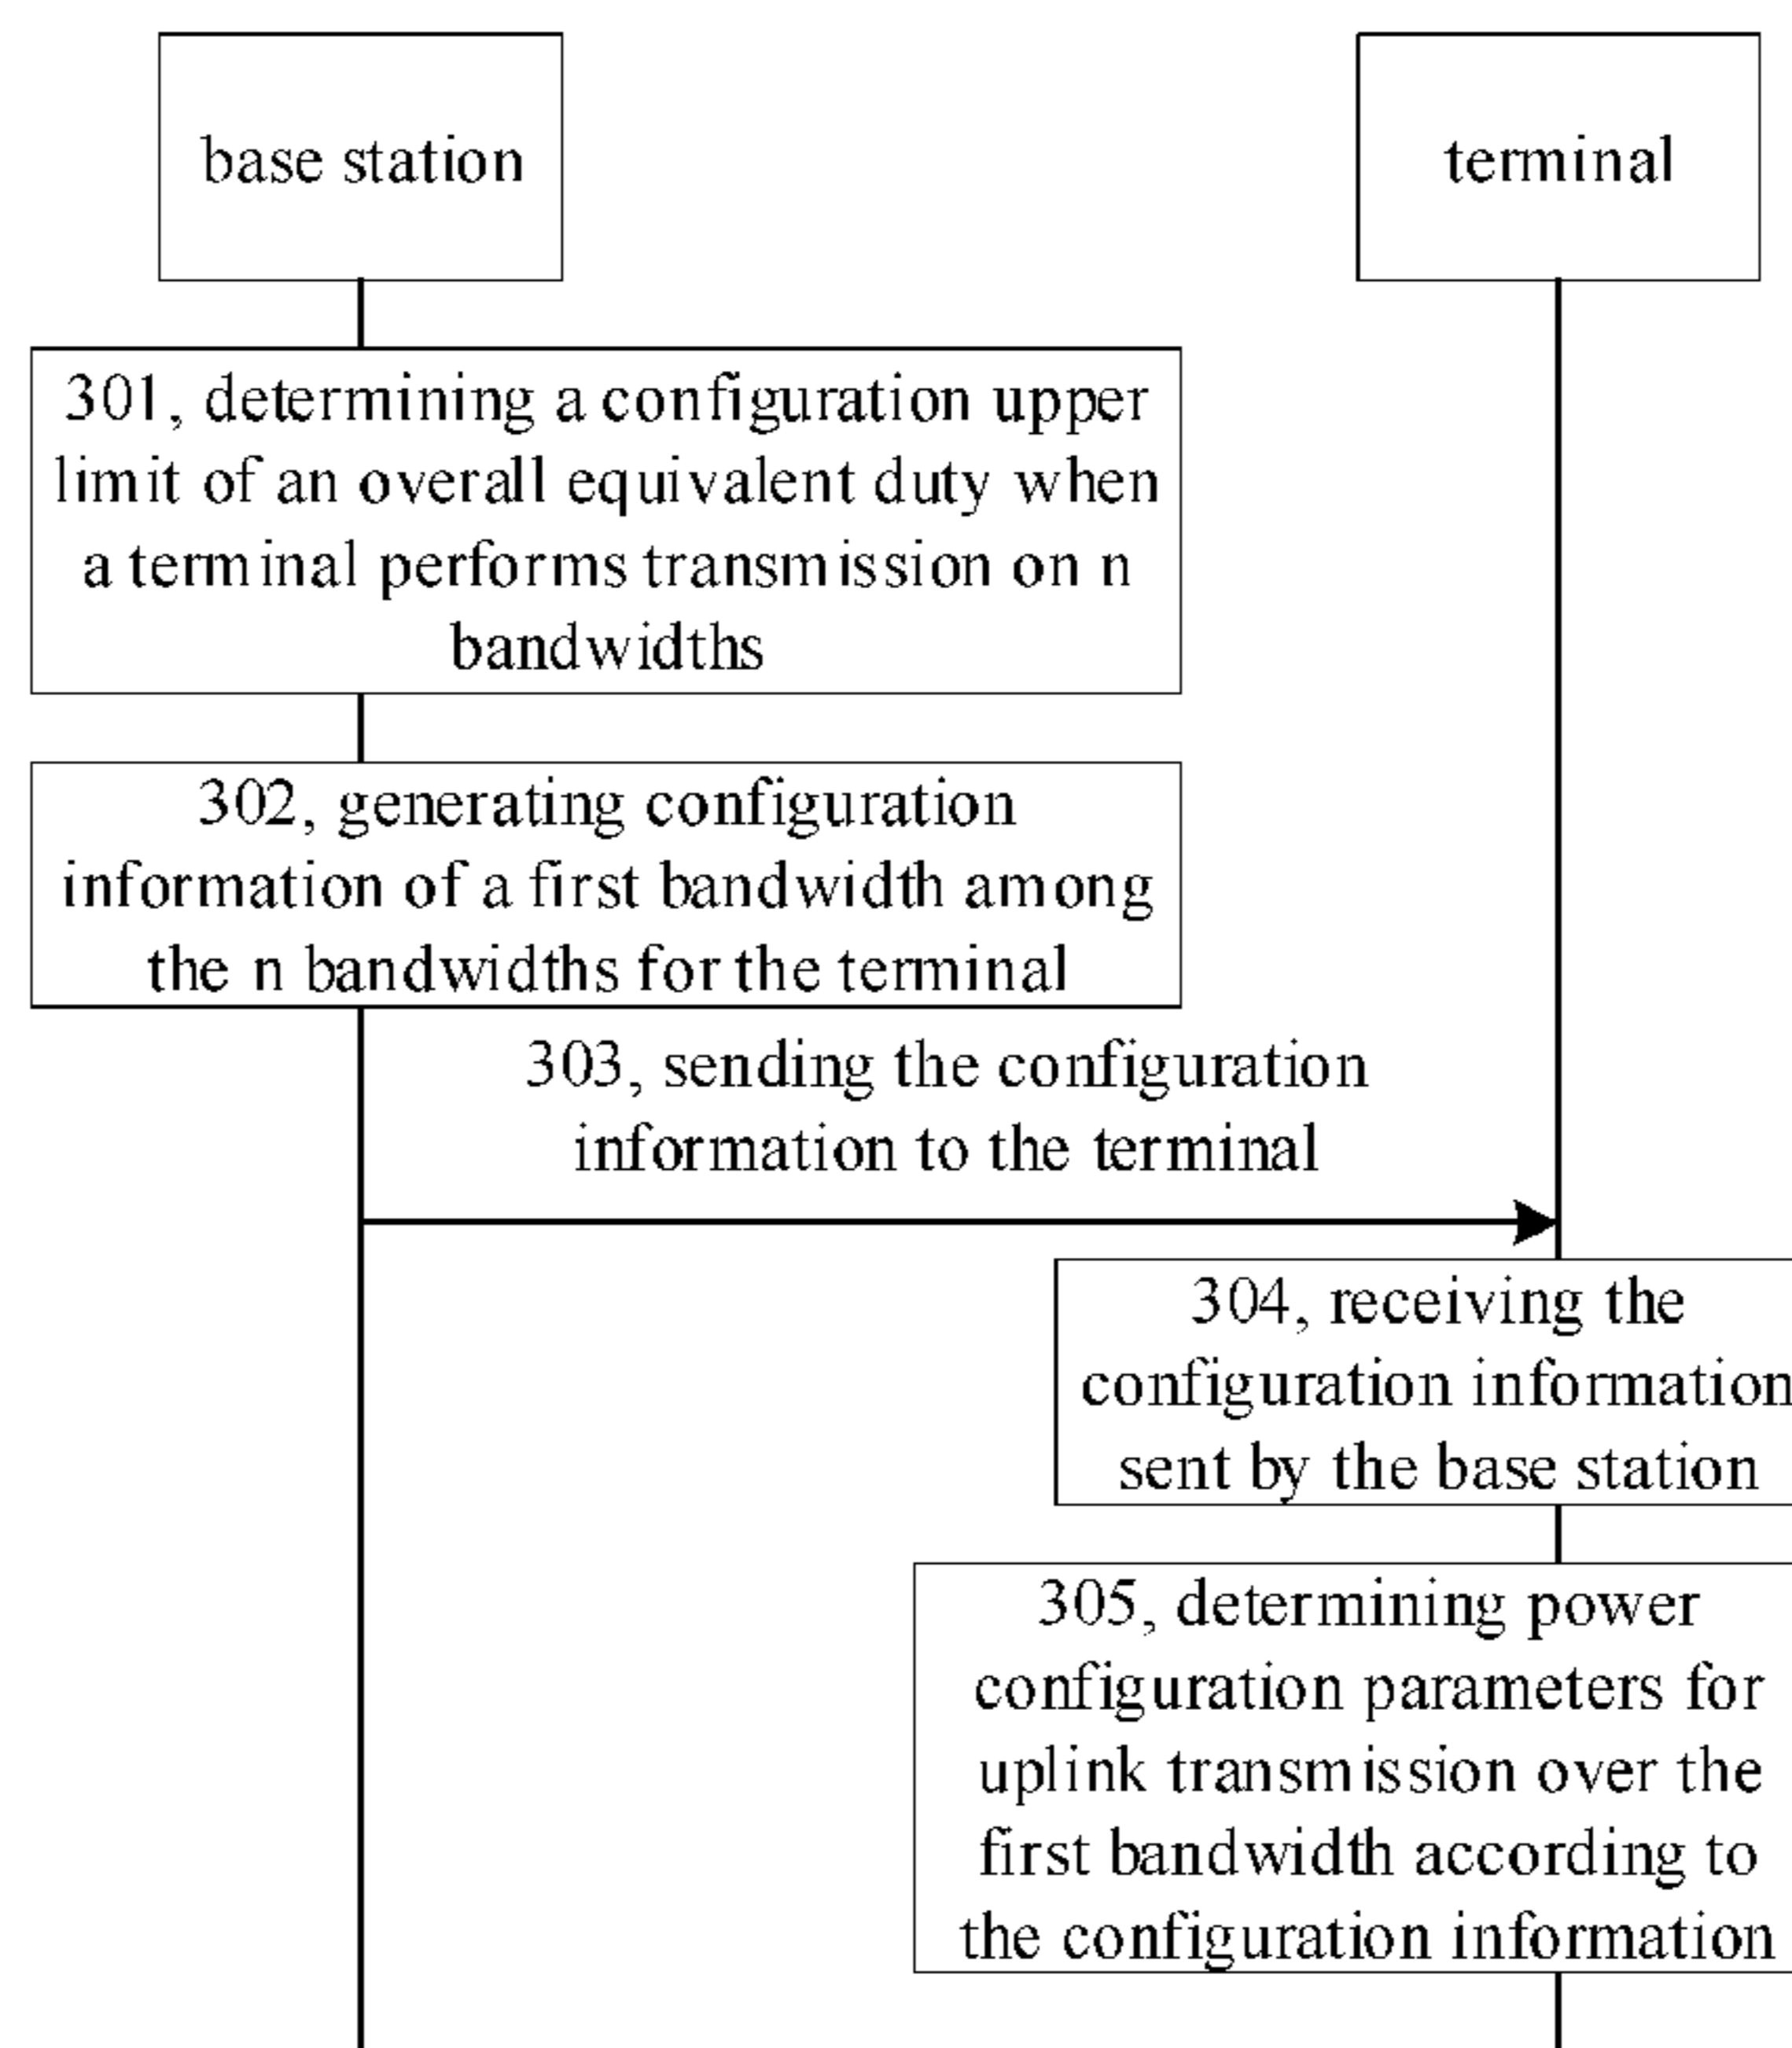 base station
terminal
301, determining a configuration upper
limit of an overall equivalent duty when
a terminal performs transmission on n
bandwidths
302, generating configuration
information of a first bandwidth among
the n bandwidths for the terminal
303, sending the configuration
information to the terminal
304, receiving the
configuration information
sent by the base station
305, determining power
configuration parameters for
uplink transmission over the
first bandwidth according to
the configuration information